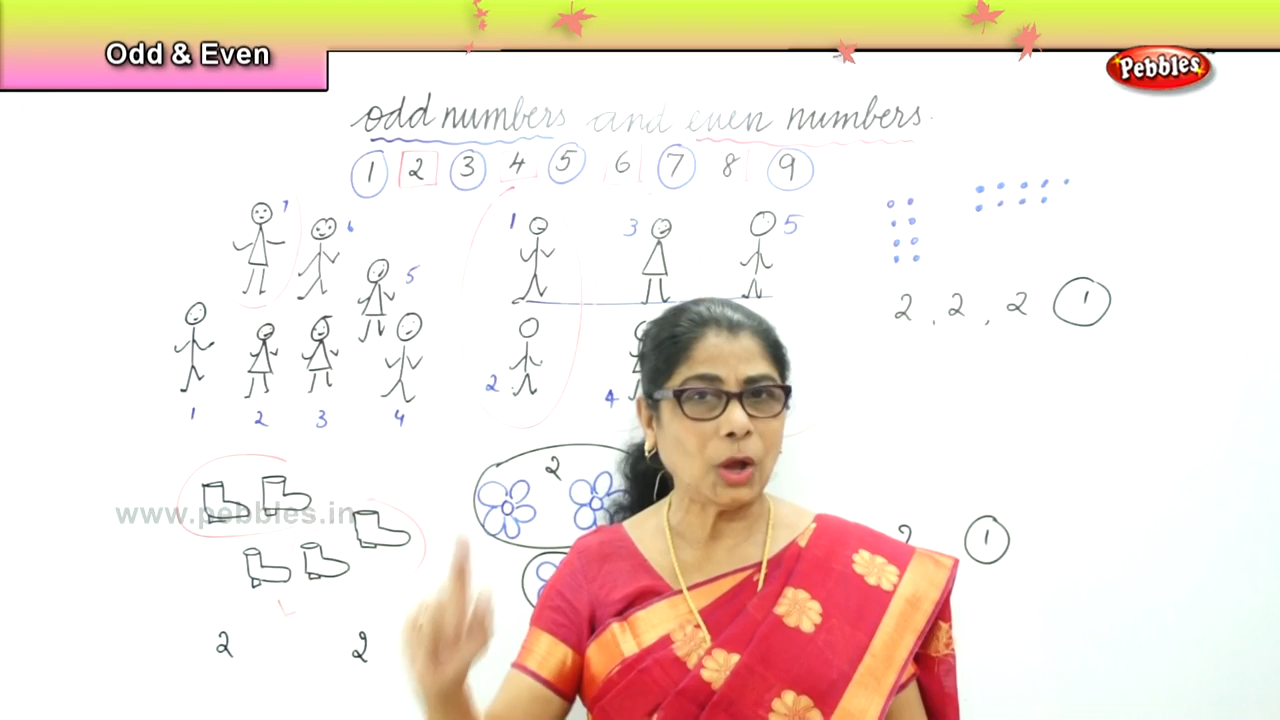 Odd & Even
Pebbles
odd numbers and even numbers.
1 2 3 4 5 6 7 8 9
7 6 5
1 3 5
1 2 3 4
2 4
2, 2, 2 1
2
www.pebbles.in
2 1
2 2